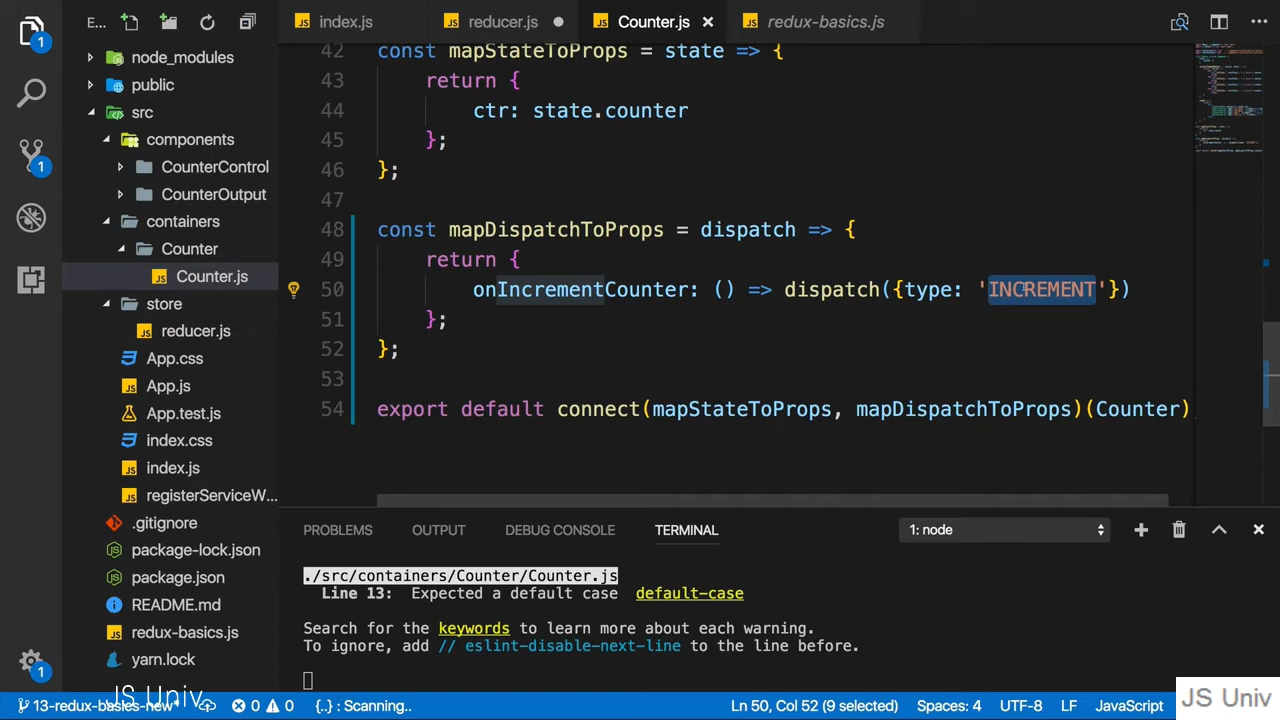 E...
index.js
reducer.js
Counter.js
redux-basics.js
node_modules
public
src
components
CounterControl
CounterOutput
containers
Counter
Counter.js
store
reducer.js
App.css
App.js
App.test.js
index.css
index.js
registerServiceW...
.gitignore
package-lock.json
package.json
README.md
redux-basics.js
yarn.lock
1
1
1
42 const mapStateToProps = state => {
43 return {
44 ctr: state.counter
45 };
46 };
47
48 const mapDispatchToProps = dispatch => {
49 return {
50 onIncrementCounter: () => dispatch({type: 'INCREMENT'})
51 };
52 };
53
54 export default connect(mapStateToProps, mapDispatchToProps)(Counter)
PROBLEMS OUTPUT DEBUG CONSOLE TERMINAL 1: node
./src/containers/Counter/Counter.js
Line 13: Expected a default case default-case
Search for the keywords to learn more about each warning.
To ignore, add // eslint-disable-next-line to the line before.
JS Univ
13-redux-basics-new* 0 0 {..} : Scanning.. Ln 50, Col 52 (9 selected) Spaces: 4 UTF-8 LF JavaScript
JS Univ